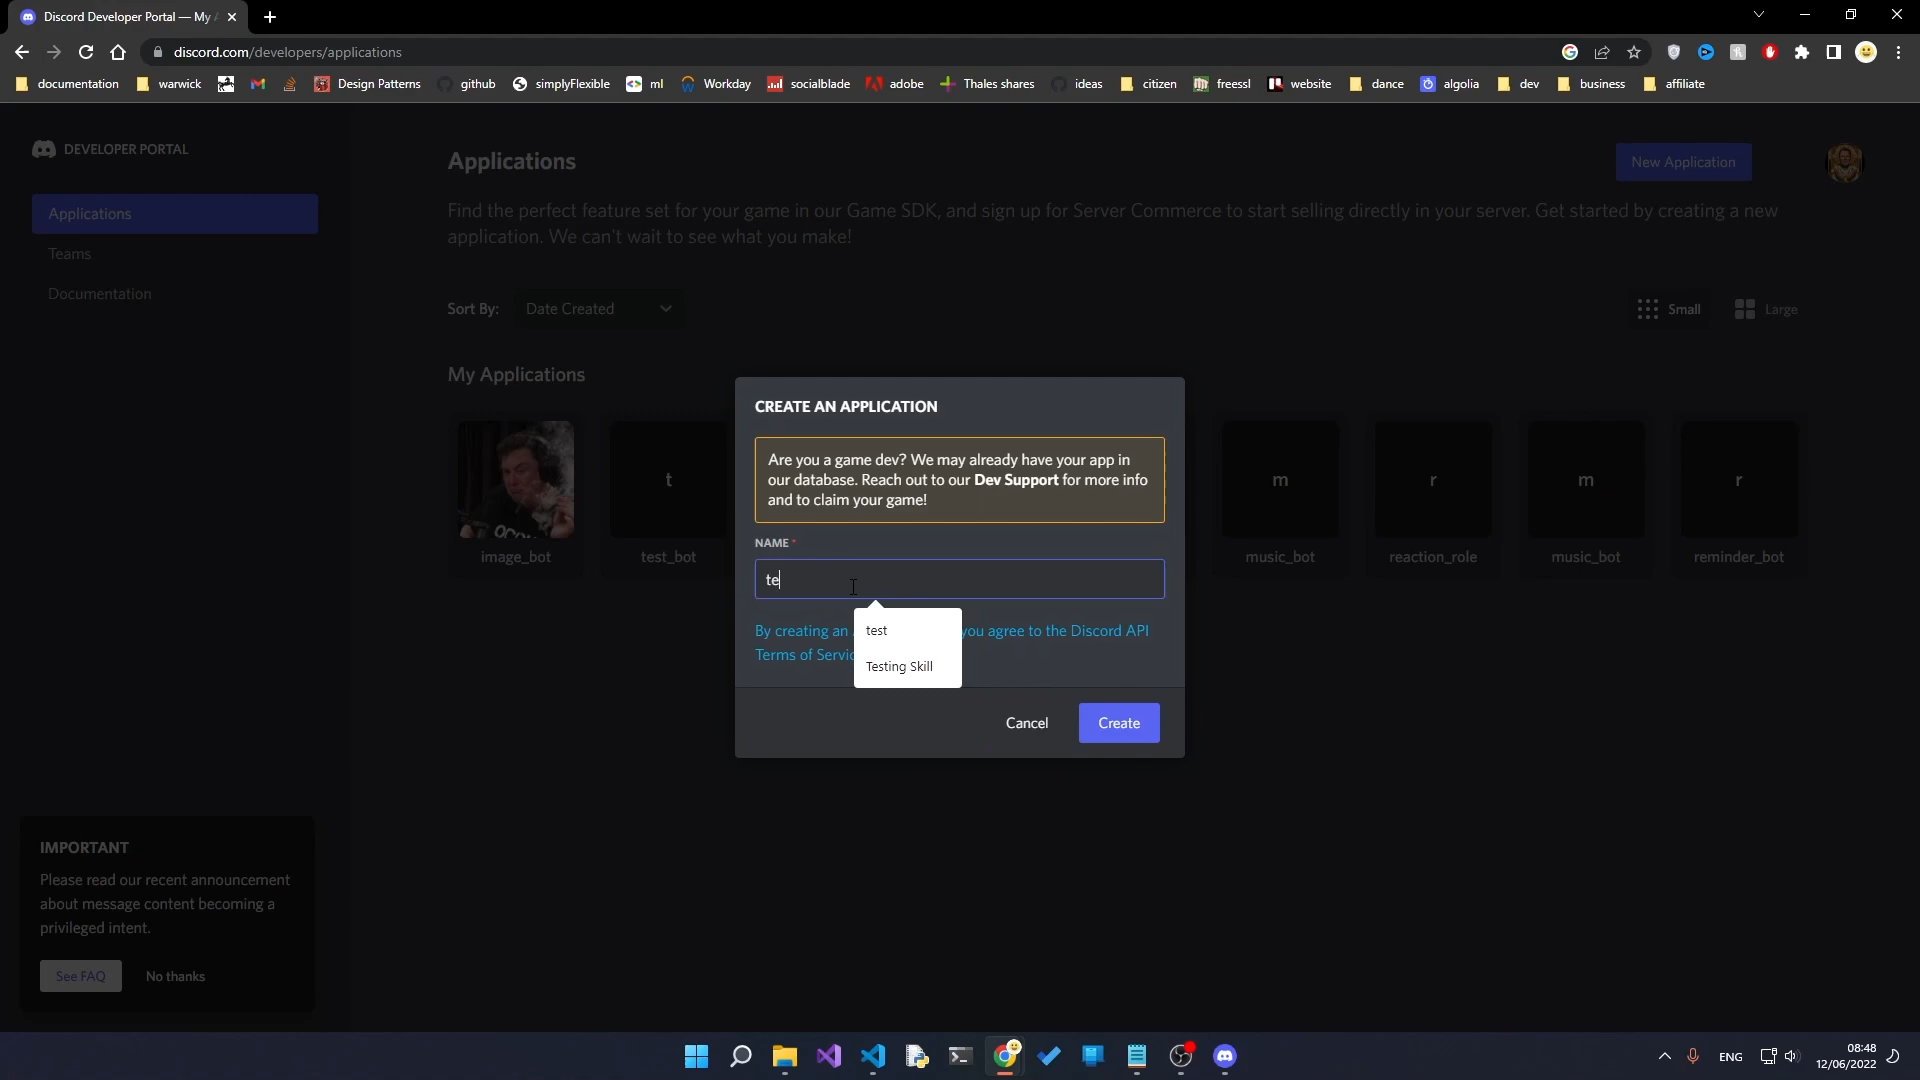 Discord Developer Portal — My A
discord.com/developers/applications
documentation warwick Design Patterns github simplyFlexible ml Workday socialblade adobe Thales shares ideas citizen freessl website dance algolia dev business affiliate
DEVELOPER PORTAL
Applications
Teams
Documentation
Applications
New Application
Find the perfect feature set for your game in our Game SDK, and sign up for Server Commerce to start selling directly in your server. Get started by creating a new
application. We can't wait to see what you make!
Sort By: Date Created
Small Large
My Applications
CREATE AN APPLICATION
Are you a game dev? We may already have your app in
our database. Reach out to our Dev Support for more info
and to claim your game!
NAME *
te
test
Testing Skill
By creating an you agree to the Discord API
Terms of Servic
Cancel Create
t m r m r
image_bot test_bot music_bot reaction_role music_bot reminder_bot
IMPORTANT
Please read our recent announcement
about message content becoming a
privileged intent.
See FAQ No thanks
ENG
08:48
12/06/2022